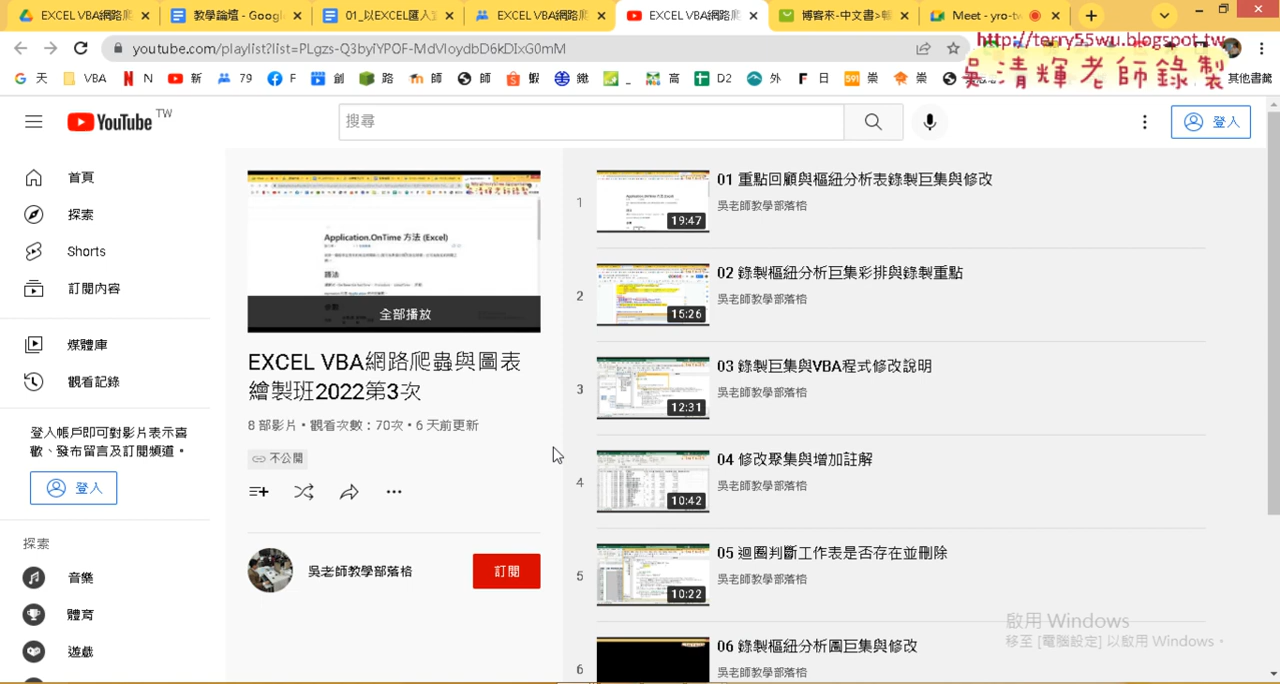 EXCEL VBA網路爬
教學論壇 - Googl
01_以EXCEL匯入
EXCEL VBA網路爬
EXCEL VBA網路爬
博客來-中文書>暢
Meet - yro-tw
youtube.com/playlist?list=PLgzs-Q3byiYPOF-MdVloydbD6kDIxG0mM
http://terry55wu.blogspot.tw
吳清輝老師錄製
天
VBA
N
新
79
F
創
路
師
師
蝦
緯
高
D2
外
日
崇
崇
其他書籤
YouTube TW
搜尋
登入
首頁
探索
Shorts
訂閱內容
媒體庫
觀看記錄
登入帳戶即可對影片表示喜
歡、發布留言及訂閱頻道。
登入
探索
音樂
體育
遊戲
Application.OnTime 方法 (Excel)
全部播放
EXCEL VBA網路爬蟲與圖表
繪製班2022第3次
8 部影片・觀看次數：70次・6 天前更新
不公開
吳老師教學部落格
訂閱
1
19:47
01 重點回顧與樞紐分析表錄製巨集與修改
吳老師教學部落格
2
15:26
02 錄製樞紐分析巨集彩排與錄製重點
吳老師教學部落格
3
12:31
03 錄製巨集與VBA程式修改說明
吳老師教學部落格
4
10:42
04 修改聚集與增加註解
吳老師教學部落格
5
10:22
05 迴圈判斷工作表是否存在並刪除
吳老師教學部落格
6
06 錄製樞紐分析圖巨集與修改
吳老師教學部落格
啟用 Windows
移至 [電腦設定] 以啟用 Windows。